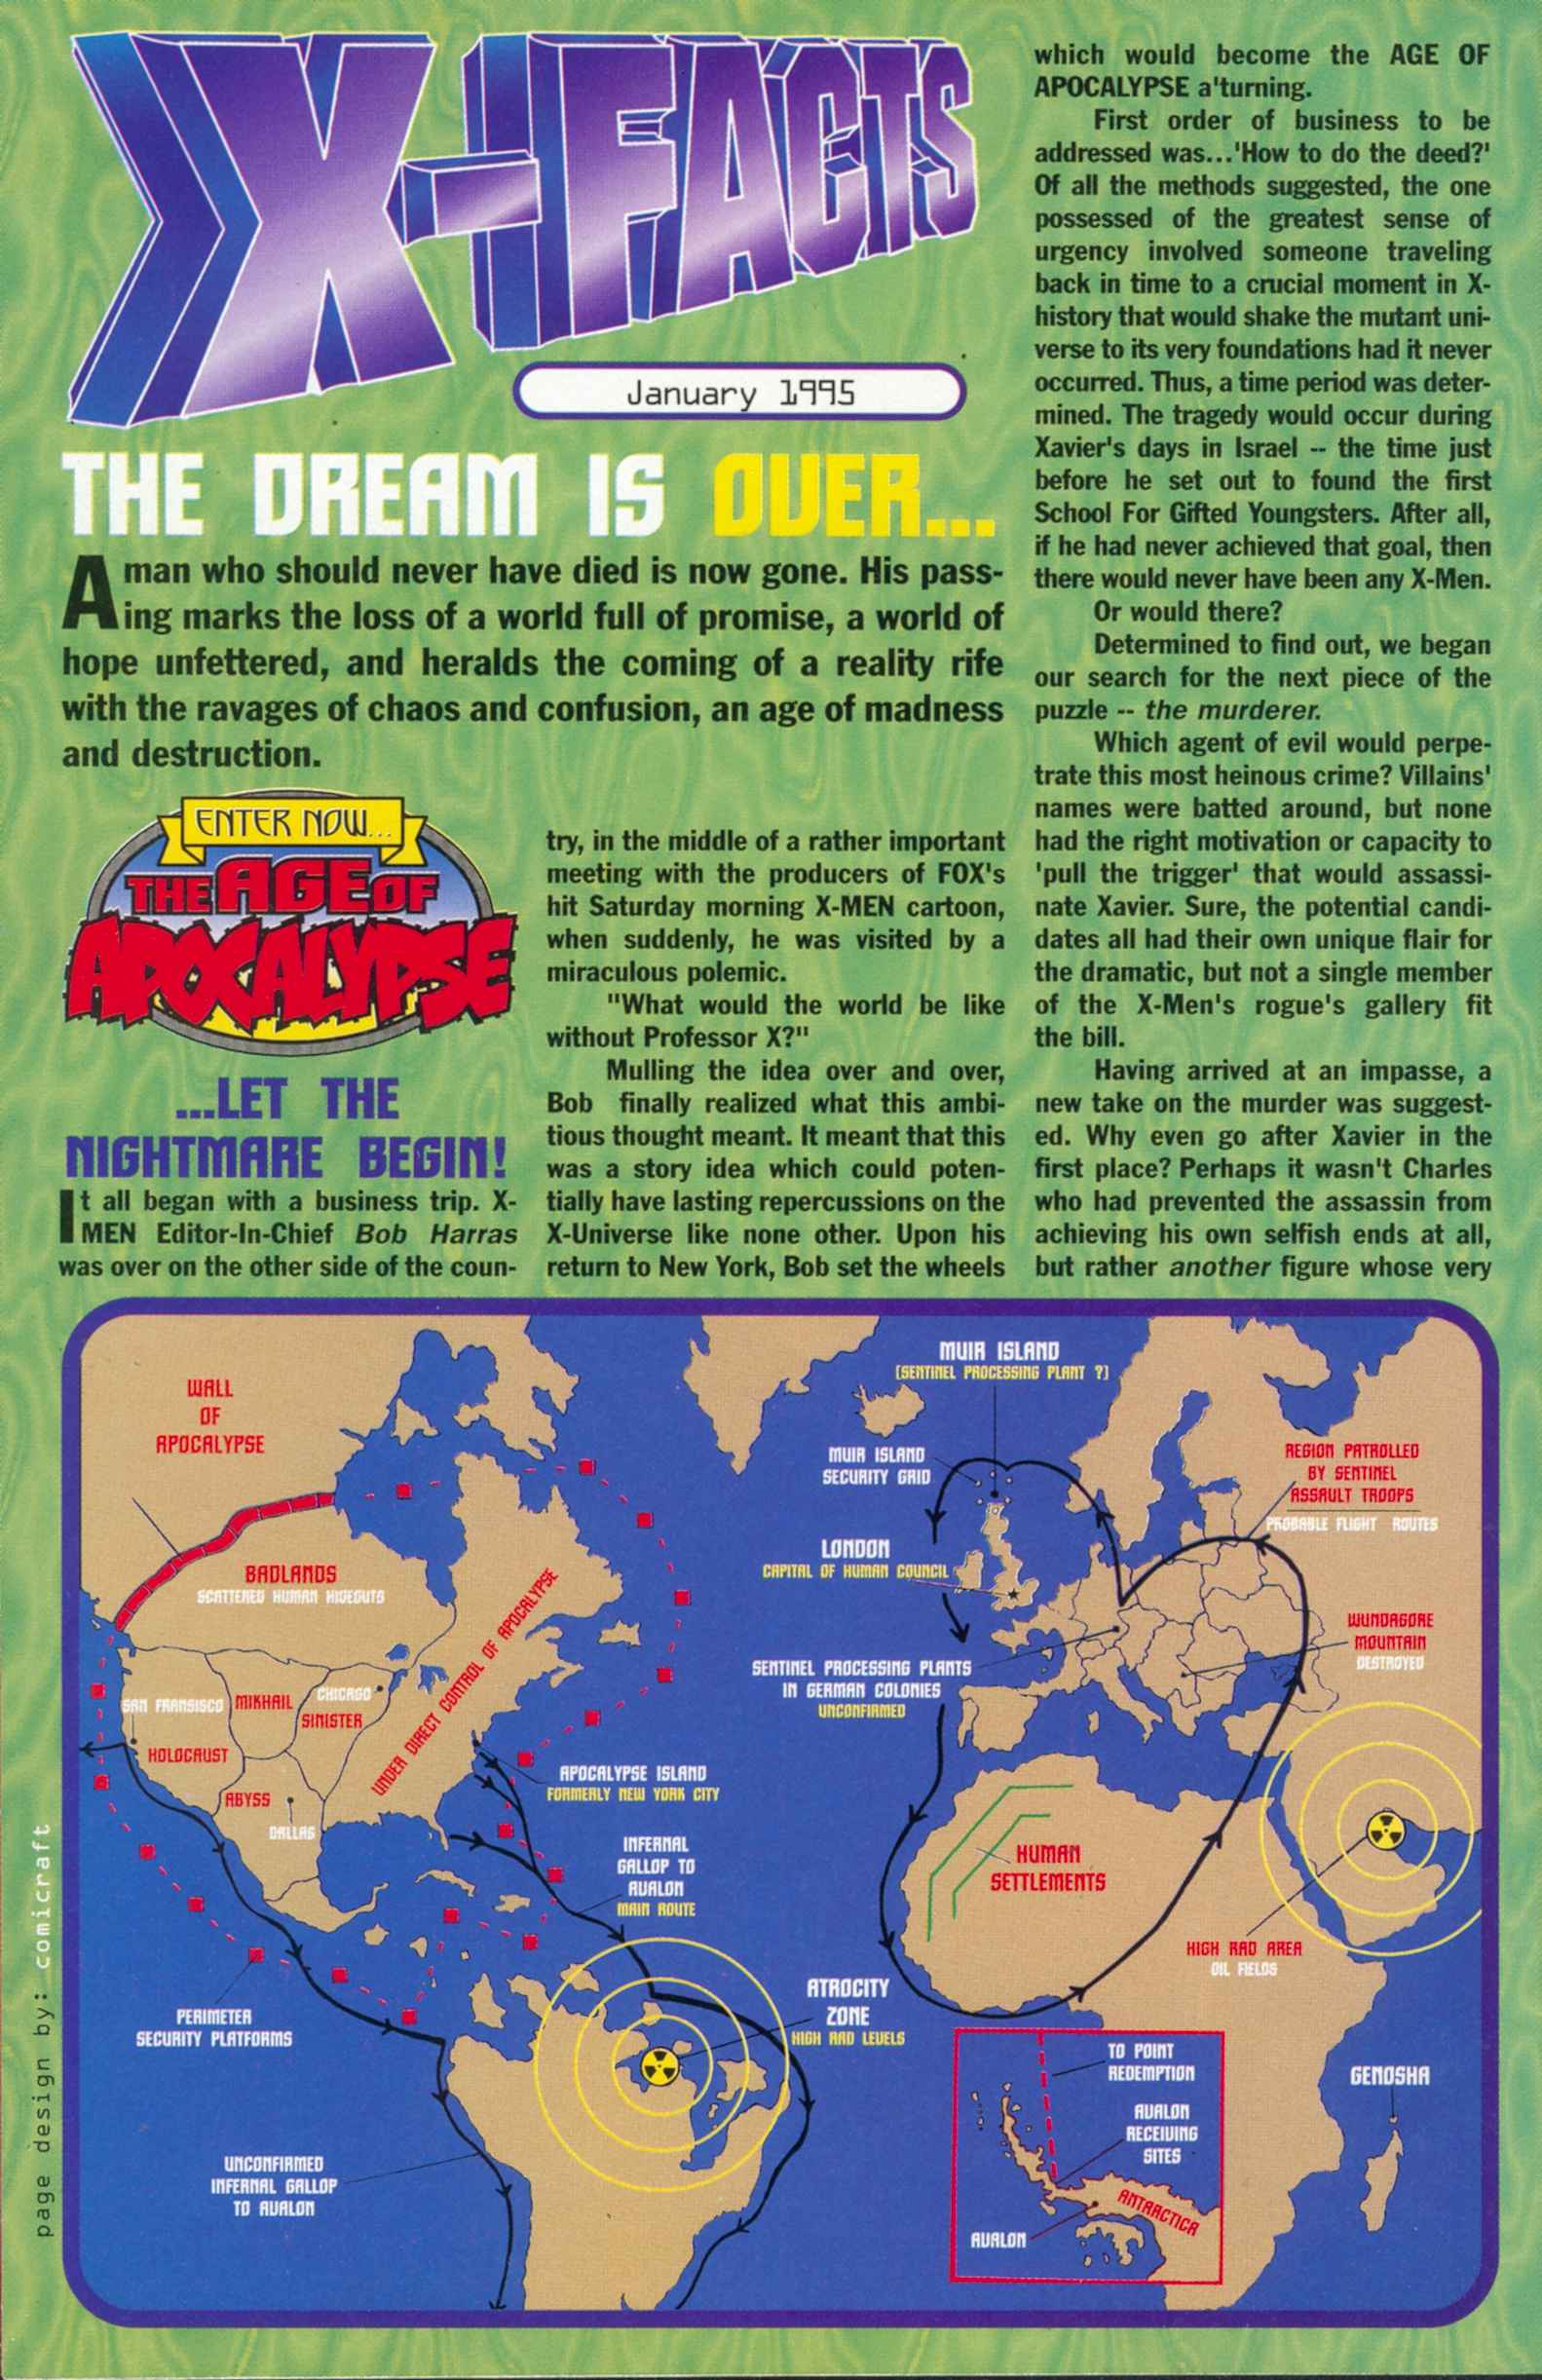 X-FACTS
January 1995
THE DREAM IS OVER...
A man who should never have died is now gone. His pass-
ing marks the loss of a world full of promise, a world of
hope unfettered, and heralds the coming of a reality rife
with the ravages of chaos and confusion, an age of madness
and destruction.
ENTER NOW...
THE AGE OF
APOCALYPSE
...LET THE
NIGHTMARE BEGIN!
It all began with a business trip. X-
MEN Editor-In-Chief Bob Harras
was over on the other side of the coun-
try, in the middle of a rather important
meeting with the producers of FOX's
hit Saturday morning X-MEN cartoon,
when suddenly, he was visited by a
miraculous polemic.
"What would the world be like
without Professor X?"
Mulling the idea over and over,
Bob finally realized what this ambi-
tious thought meant. It meant that this
was a story idea which could poten-
tially have lasting repercussions on the
X-Universe like none other. Upon his
return to New York, Bob set the wheels
which would become the AGE OF
APOCALYPSE a'turning.
First order of business to be
addressed was...'How to do the deed?'
Of all the methods suggested, the one
possessed of the greatest sense of
urgency involved someone traveling
back in time to a crucial moment in X-
history that would shake the mutant uni-
verse to its very foundations had it never
occurred. Thus, a time period was deter-
mined. The tragedy would occur during
Xavier's days in Israel -- the time just
before he set out to found the first
School For Gifted Youngsters. After all,
if he had never achieved that goal, then
there would never have been any X-Men.
Or would there?
Determined to find out, we began
our search for the next piece of the
puzzle -- the murderer.
Which agent of evil would perpe-
trate this most heinous crime? Villains'
names were batted around, but none
had the right motivation or capacity to
'pull the trigger' that would assassi-
nate Xavier. Sure, the potential candi-
dates all had their own unique flair for
the dramatic, but not a single member
of the X-Men's rogue's gallery fit
the bill.
Having arrived at an impasse, a
new take on the murder was suggest-
ed. Why even go after Xavier in the
first place? Perhaps it wasn't Charles
who had prevented the assassin from
achieving his own selfish ends at all,
but rather another figure whose very
WALL
OF
APOCALYPSE
BADLANDS
SCATTERED HUMAN HIDEOUTS
UNDER DIRECT CONTROL OF APOCALYPSE
SAN FRANSISCO
MIKHAIL
CHICAGO
SINISTER
HOLOCAUST
ABYSS
DALLAS
APOCALYPSE ISLAND
FORMERLY NEW YORK CITY
INFERNAL
GALLOP TO
AVALON
MAIN ROUTE
PERIMETER
SECURITY PLATFORMS
UNCONFIRMED
INFERNAL GALLOP
TO AVALON
ATROCITY
ZONE
HIGH RAD LEVELS
MUIR ISLAND
(SENTINEL PROCESSING PLANT ?)
MUIR ISLAND
SECURITY GRID
LONDON
CAPITAL OF HUMAN COUNCIL
SENTINEL PROCESSING PLANTS
IN GERMAN COLONIES
UNCONFIRMED
REGION PATROLLED
BY SENTINEL
ASSAULT TROOPS
PROBABLE FLIGHT ROUTES
WUNDAGORE
MOUNTAIN
DESTROYED
HUMAN
SETTLEMENTS
HIGH RAD AREA
OIL FIELDS
TO POINT
REDEMPTION
AVALON
RECEIVING
SITES
ANTARCTICA
AVALON
GENOSHA
page design by: comicraft